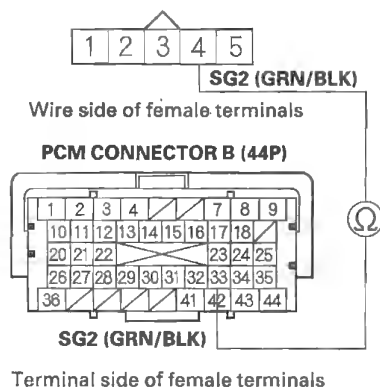 1 2 3 4 5
SG2 (GRN/BLK)
Wire side of female terminals
PCM CONNECTOR B (44P)
1 2 3 4 7 8 9
Ω
10 11 12 13 14 15 16 17 18
20 21 22 23 24 25
26 27 28 29 30 31 32 33 34 35
36 41 42 43 44
SG2 (GRN/BLK)
Terminal side of female terminals